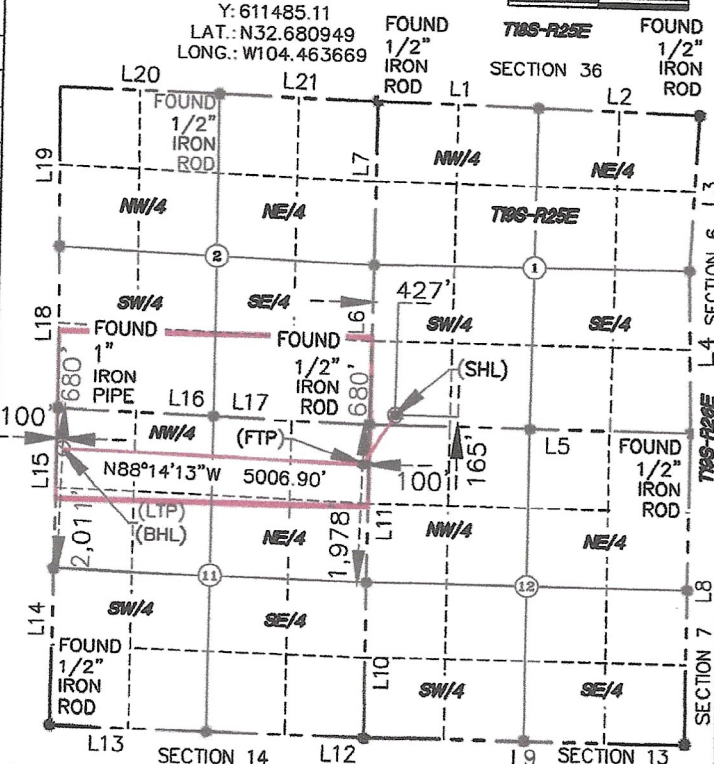 Y: 611485.11
LAT.: N32.680949
LONG.: W104.463669
FOUND
1/2"
IRON
ROD
T18S-R25E
SECTION 36
FOUND
1/2"
IRON
ROD
L20
L21
L1
L2
FOUND
1/2"
IRON
ROD
L19
L7
NW/4
NE/4
L3
NW/4
NE/4
T19S-R25E
SECTION 6
2
1
427'
SW/4
SE/4
L6
SW/4
SE/4
L4
L18
FOUND
1"
IRON
PIPE
FOUND
1/2"
IRON
ROD
(SHL)
680'
680'
T19S-R26E
100'
L16
L17
NW/4
(FTP)
L5
165'
FOUND
1/2"
IRON
ROD
N88°14'13"W 5006.90'
100'
L15
L11
(LTP)
(BHL)
2,011'
1,978'
NE/4
NW/4
NE/4
11
12
L8
SW/4
SE/4
L14
SECTION 7
FOUND
1/2"
IRON
ROD
L10
SW/4
SE/4
L13
SECTION 14
L12
L9
SECTION 13